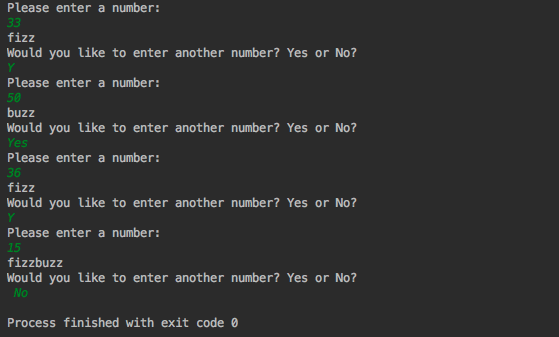 Please enter a number:
33
fizz
Would you like to enter another number? Yes or No?
Y
Please enter a number:
50
buzz
Would you like to enter another number? Yes or No?
Yes
Please enter a number:
36
fizz
Would you like to enter another number? Yes or No?
Y
Please enter a number:
15
fizzbuzz
Would you like to enter another number? Yes or No?
No
Process finished with exit code 0